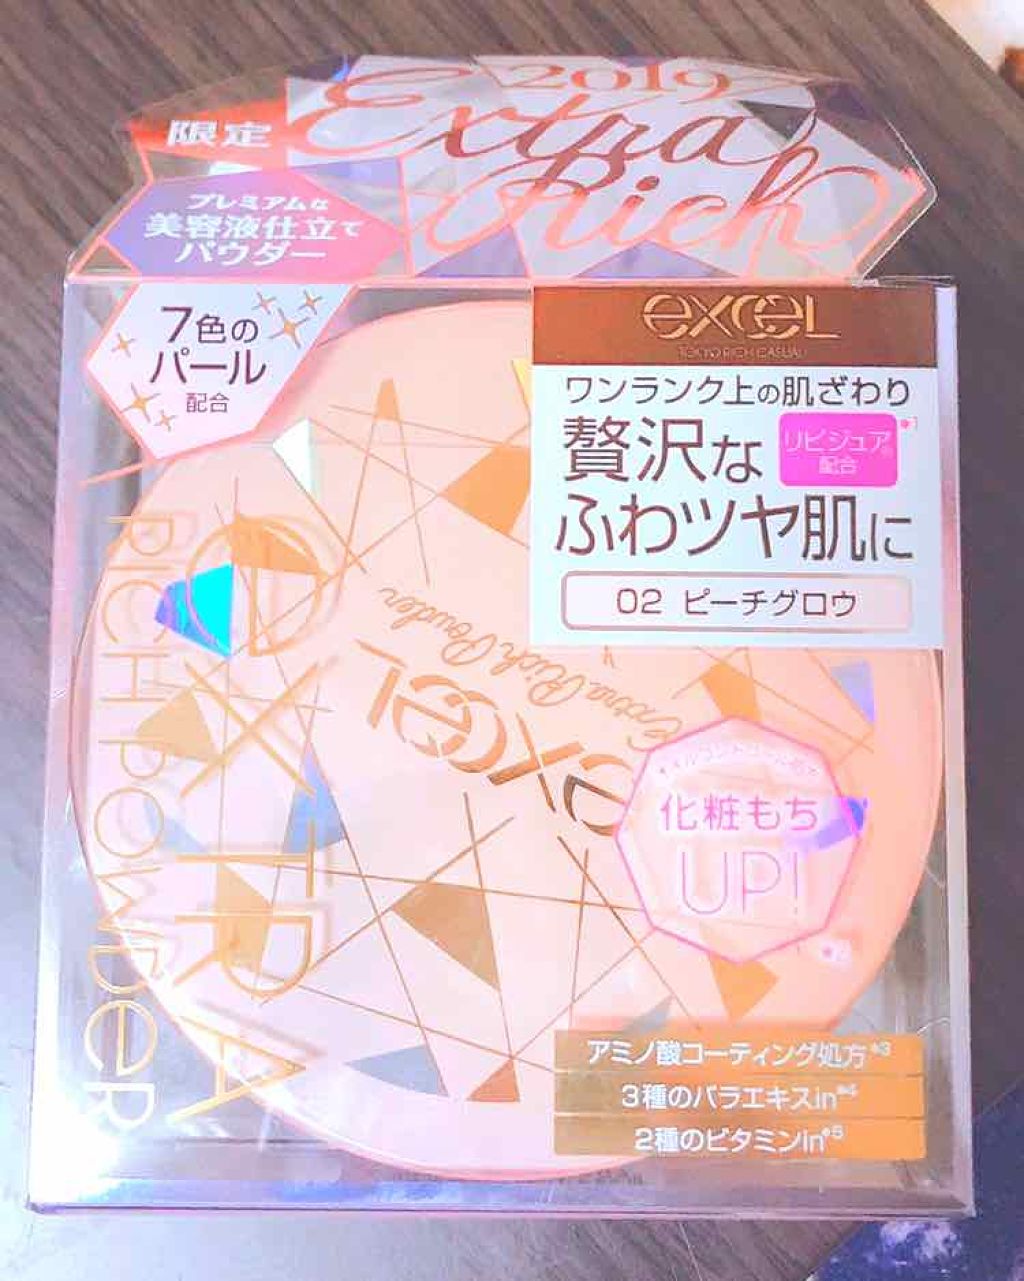 2019
Extra
Rich
限定
プレミアムな
美容液仕立て
パウダー
7色の
パール
配合
excel
TOKYO RICH CASUAL
ワンランク上の肌ざわり
贅沢な
リピジュア®
配合
*1
ふわツヤ肌に
02 ピーチグロウ
EXTRA
RICH POWDER
excel
Extra Rich Powder
化粧もち
UP!
アミノ酸コーティング処方*3
3種のバラエキスin*4
2種のビタミンin*5